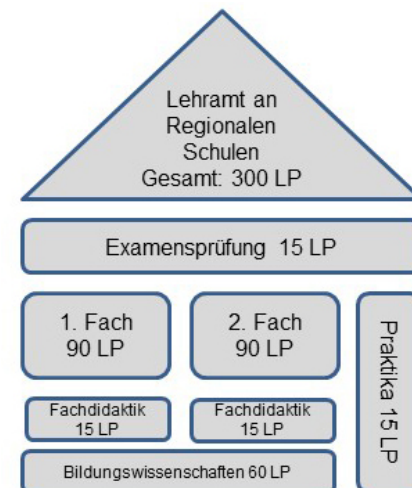 Lehramt an
Regionalen
Schulen
Gesamt: 300 LP
Examensprüfung 15 LP
1. Fach
90 LP
2. Fach
90 LP
Praktika 15 LP
Fachdidaktik
15 LP
Fachdidaktik
15 LP
Bildungswissenschaften 60 LP